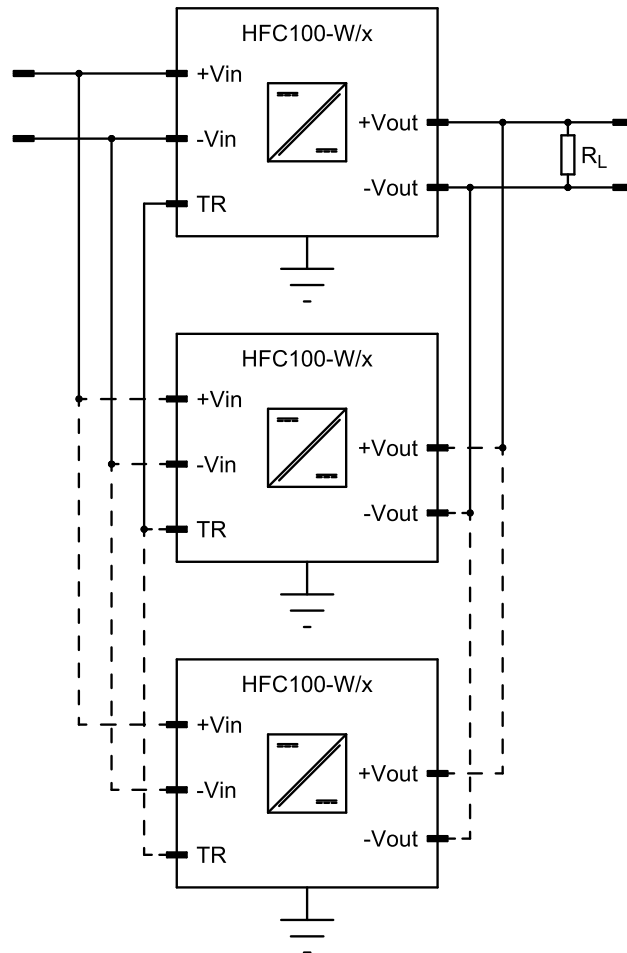 HFC100-W/x
+Vin
-Vin
TR
+Vout
-Vout
RL
HFC100-W/x
+Vin
-Vin
TR
+Vout
-Vout
HFC100-W/x
+Vin
-Vin
TR
+Vout
-Vout